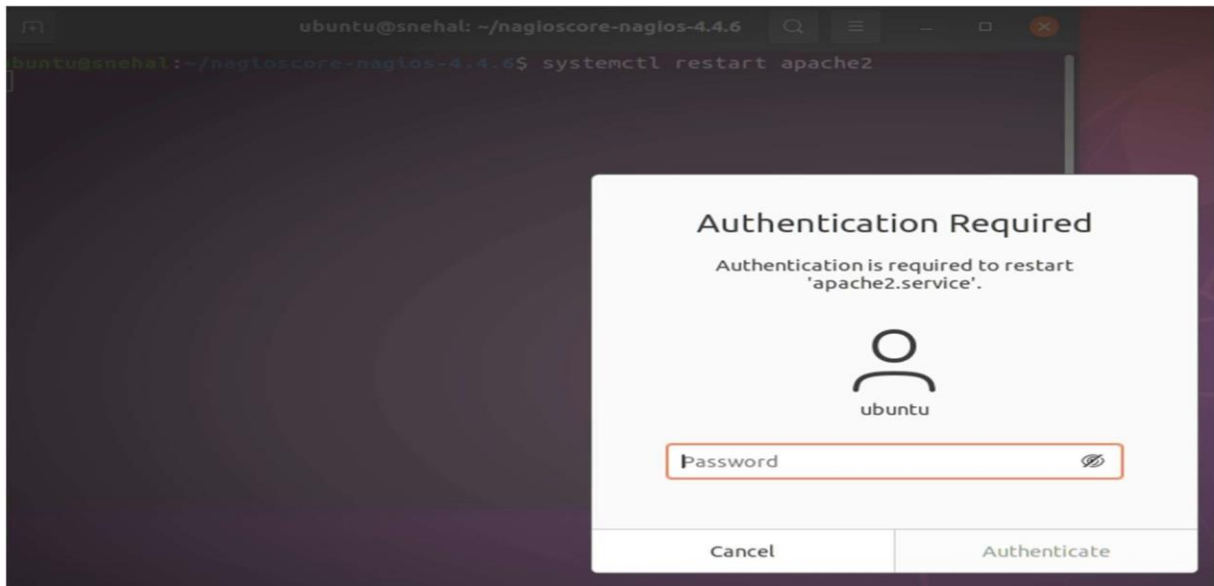 ubuntu@snehal: ~/nagioscore-nagios-4.4.6
ubuntu@snehal:~/nagioscore-nagios-4.4.6$ systemctl restart apache2
Authentication Required
Authentication is required to restart
'apache2.service'.
ubuntu
Password
Cancel
Authenticate